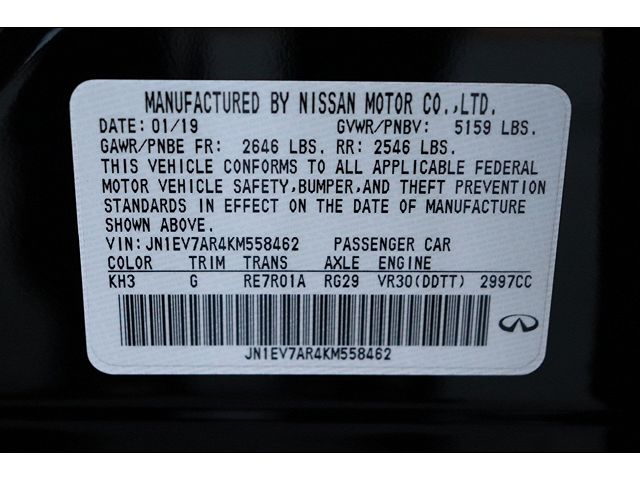 MANUFACTURED BY NISSAN MOTOR CO.,LTD.
DATE: 01/19 GVWR/PNBV: 5159 LBS.
GAWR/PNBE FR: 2646 LBS. RR: 2546 LBS.
THIS VEHICLE CONFORMS TO ALL APPLICABLE FEDERAL
MOTOR VEHICLE SAFETY,BUMPER,AND THEFT PREVENTION
STANDARDS IN EFFECT ON THE DATE OF MANUFACTURE
SHOWN ABOVE.
VIN:JN1EV7AR4KM558462 PASSENGER CAR
COLOR TRIM TRANS AXLE ENGINE
KH3 G RE7R01A RG29 VR30(DDTT) 2997CC
JN1EV7AR4KM558462